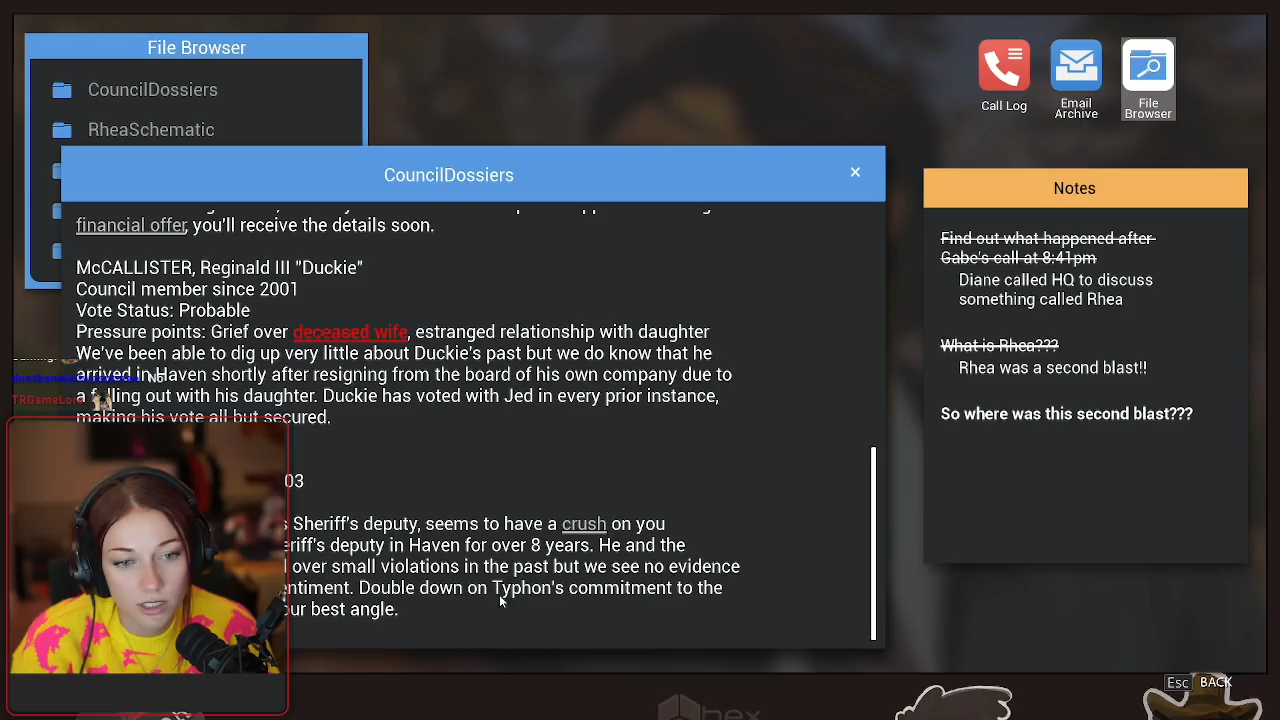 File Browser
CouncilDossiers
RheaSchematic
Call Log
Email
Archive
File
Browser
CouncilDossiers
×
financial offer, you'll receive the details soon.
McCALLISTER, Reginald III "Duckie"
Council member since 2001
Vote Status: Probable
Pressure points: Grief over deceased wife, estranged relationship with daughter
We've been able to dig up very little about Duckie's past but we do know that he
arrived in Haven shortly after resigning from the board of his own company due to
a falling out with his daughter. Duckie has voted with Jed in every prior instance,
making his vote all but secured.
03
s Sheriff's deputy, seems to have a crush on you
eriff's deputy in Haven for over 8 years. He and the
over small violations in the past but we see no evidence
entiment. Double down on Typhon's commitment to the
our best angle.
No
TRGameLore
Notes
Find out what happened after
Gabe's call at 8:41pm
Diane called HQ to discuss
something called Rhea
What is Rhea???
Rhea was a second blast!!
So where was this second blast???
Esc BACK
hex